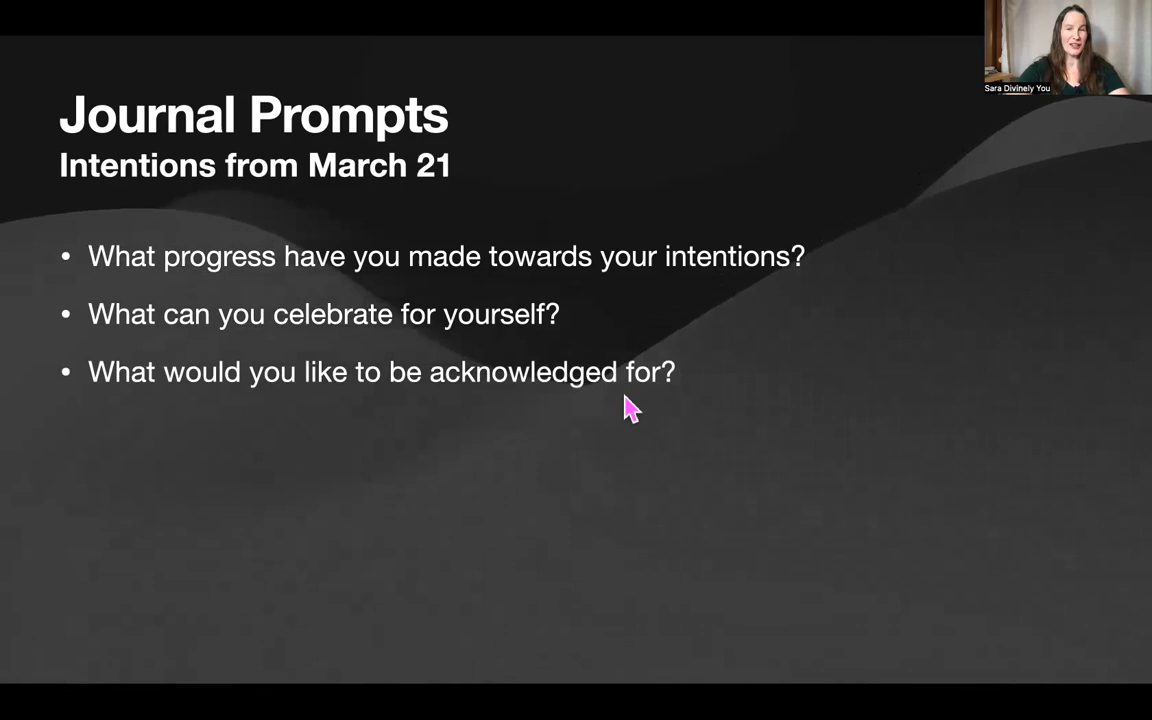 Sara Divinely You
Journal Prompts
Intentions from March 21
• What progress have you made towards your intentions?
• What can you celebrate for yourself?
• What would you like to be acknowledged for?